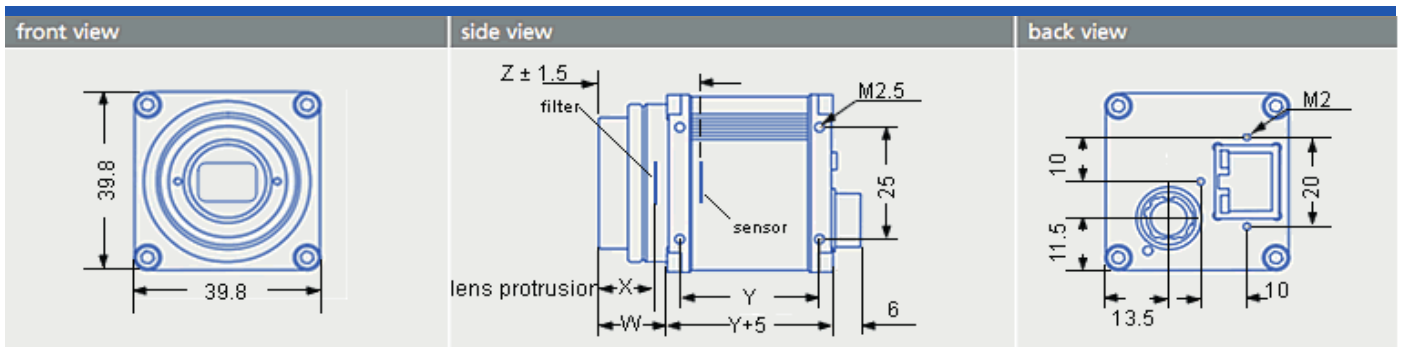 front view
side view
back view
39.8
39.8
Z ± 1.5
filter
M2.5
25
sensor
lens protrusion
X
Y
W
Y+5
6
M2
10
20
11.5
13.5
10